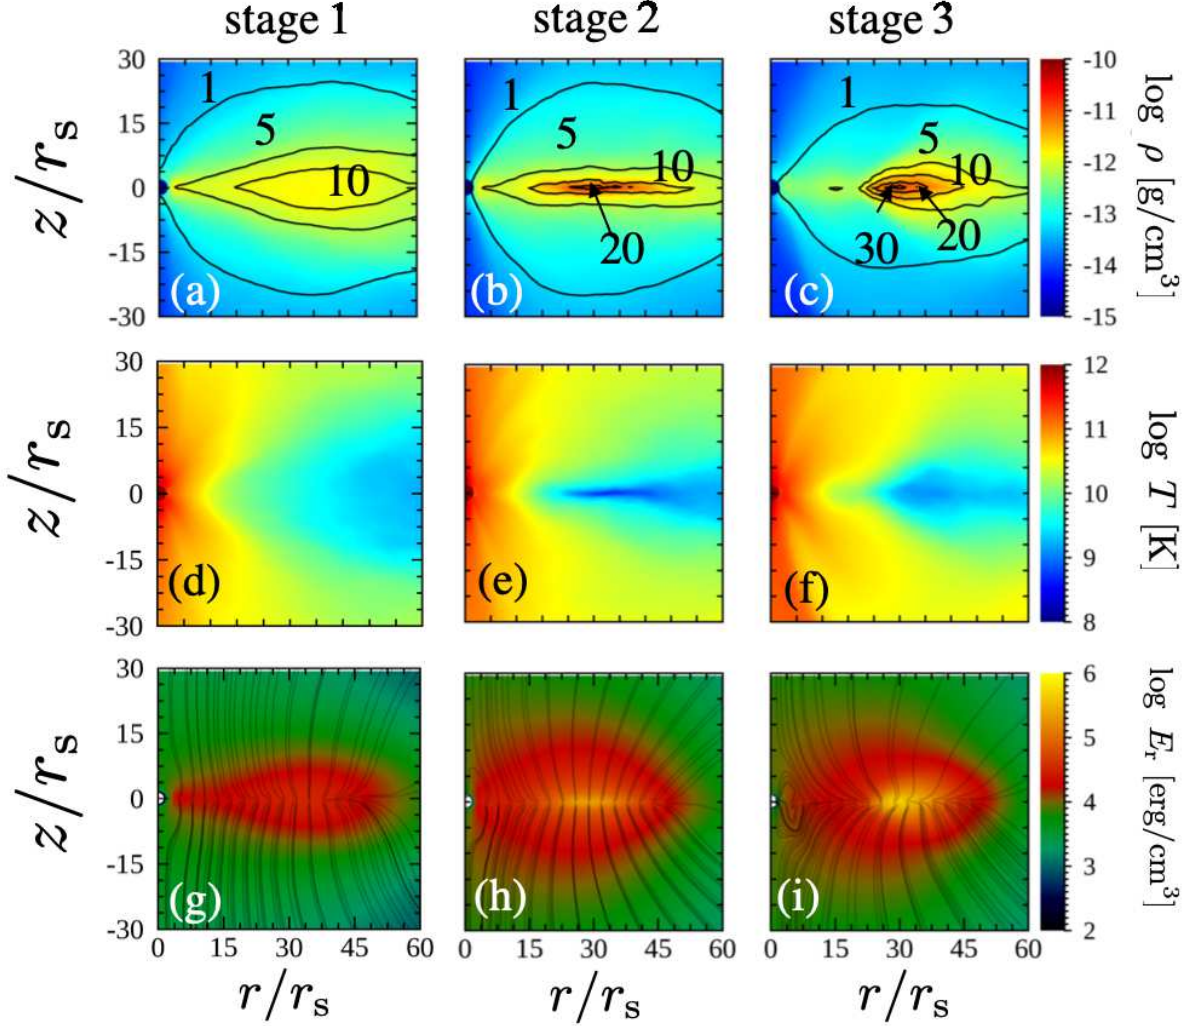 stage 1 stage 2 stage 3
30 15 0 -15 -30
z/rs
1 5 10 (a)
1 5 10 20 (b)
1 5 10 20 30 (c)
-10 -11 -12 -13 -14 -15
log ρ [g/cm³]
30 15 0 -15 -30
z/rs
(d) (e) (f)
12 11 10 9 8
log T [K]
30 15 0 -15 -30
z/rs
(g) (h) (i)
6 5 4 3 2
log Er [erg/cm³]
0 15 30 45 60 0 15 30 45 60 0 15 30 45 60
r/rs r/rs r/rs